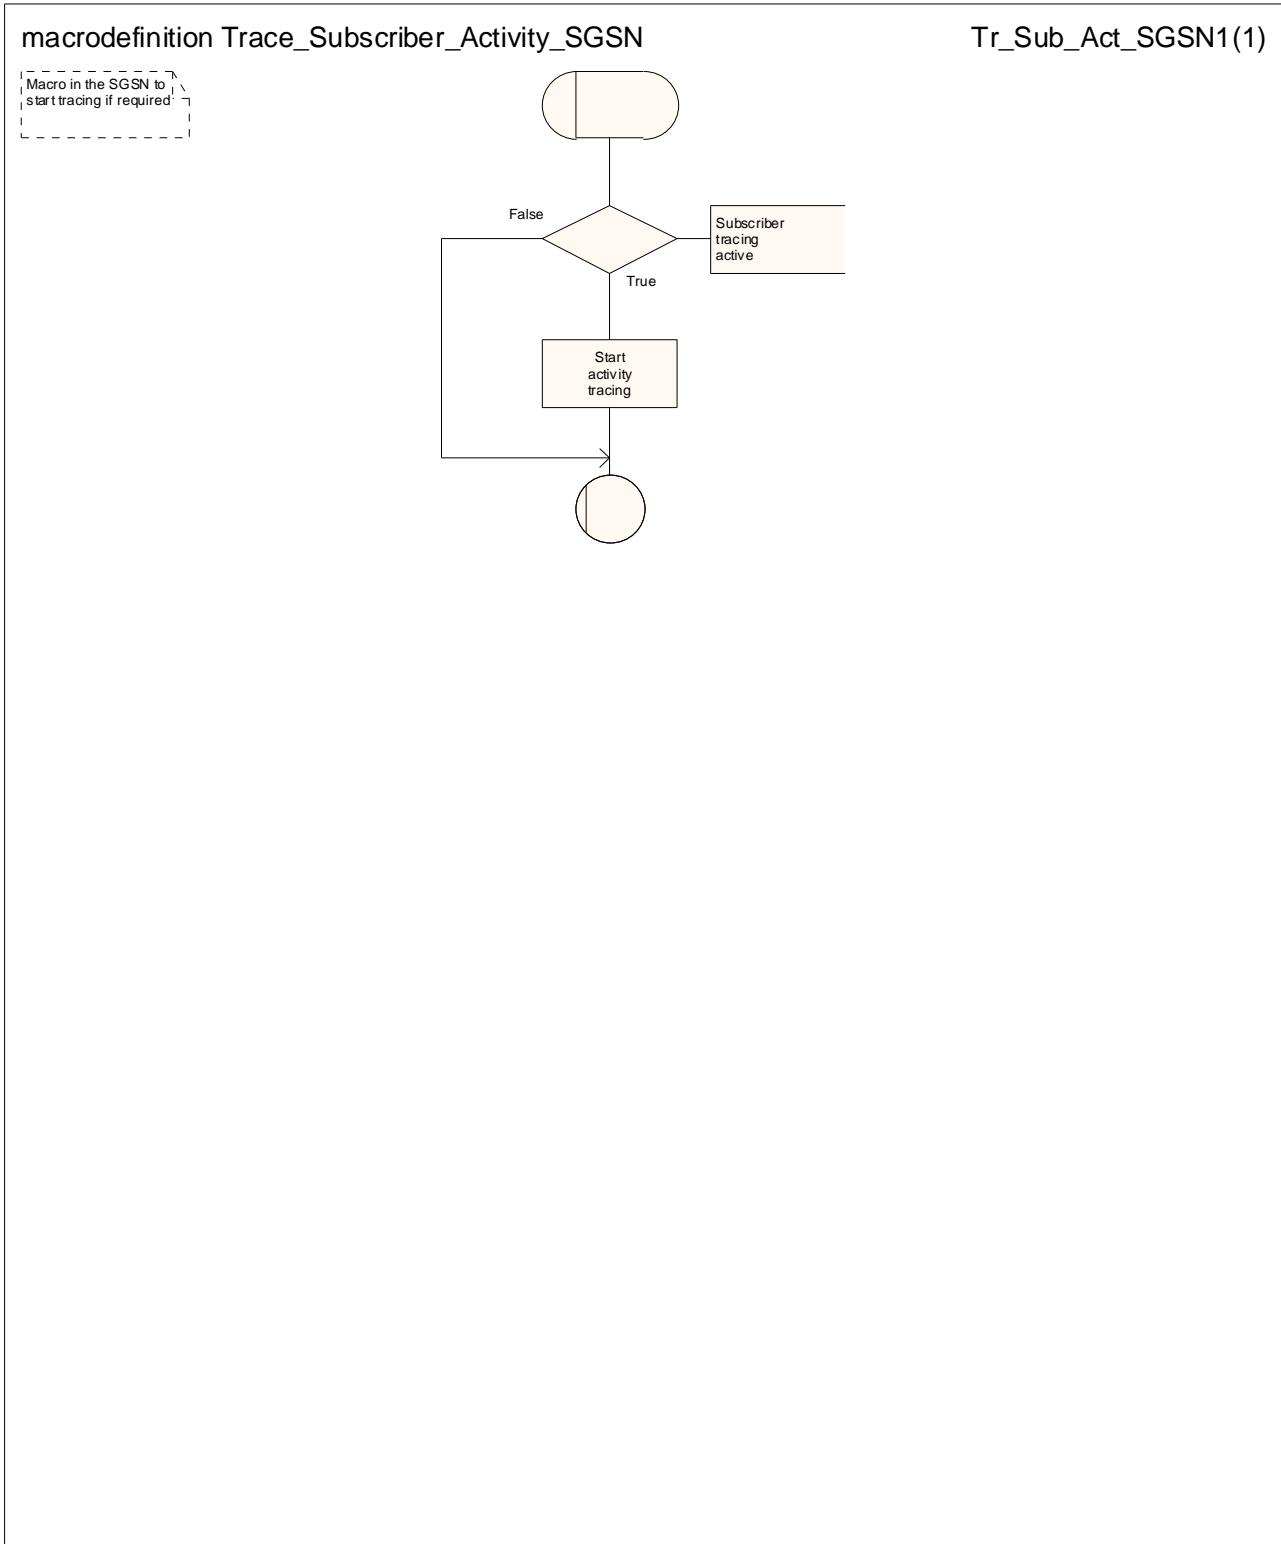 macrodefinition Trace_Subscriber_Activity_SGSN
Tr_Sub_Act_SGSN1(1)
Macro in the SGSN to
start tracing if required
False
Subscriber
tracing
active
True
Start
activity
tracing